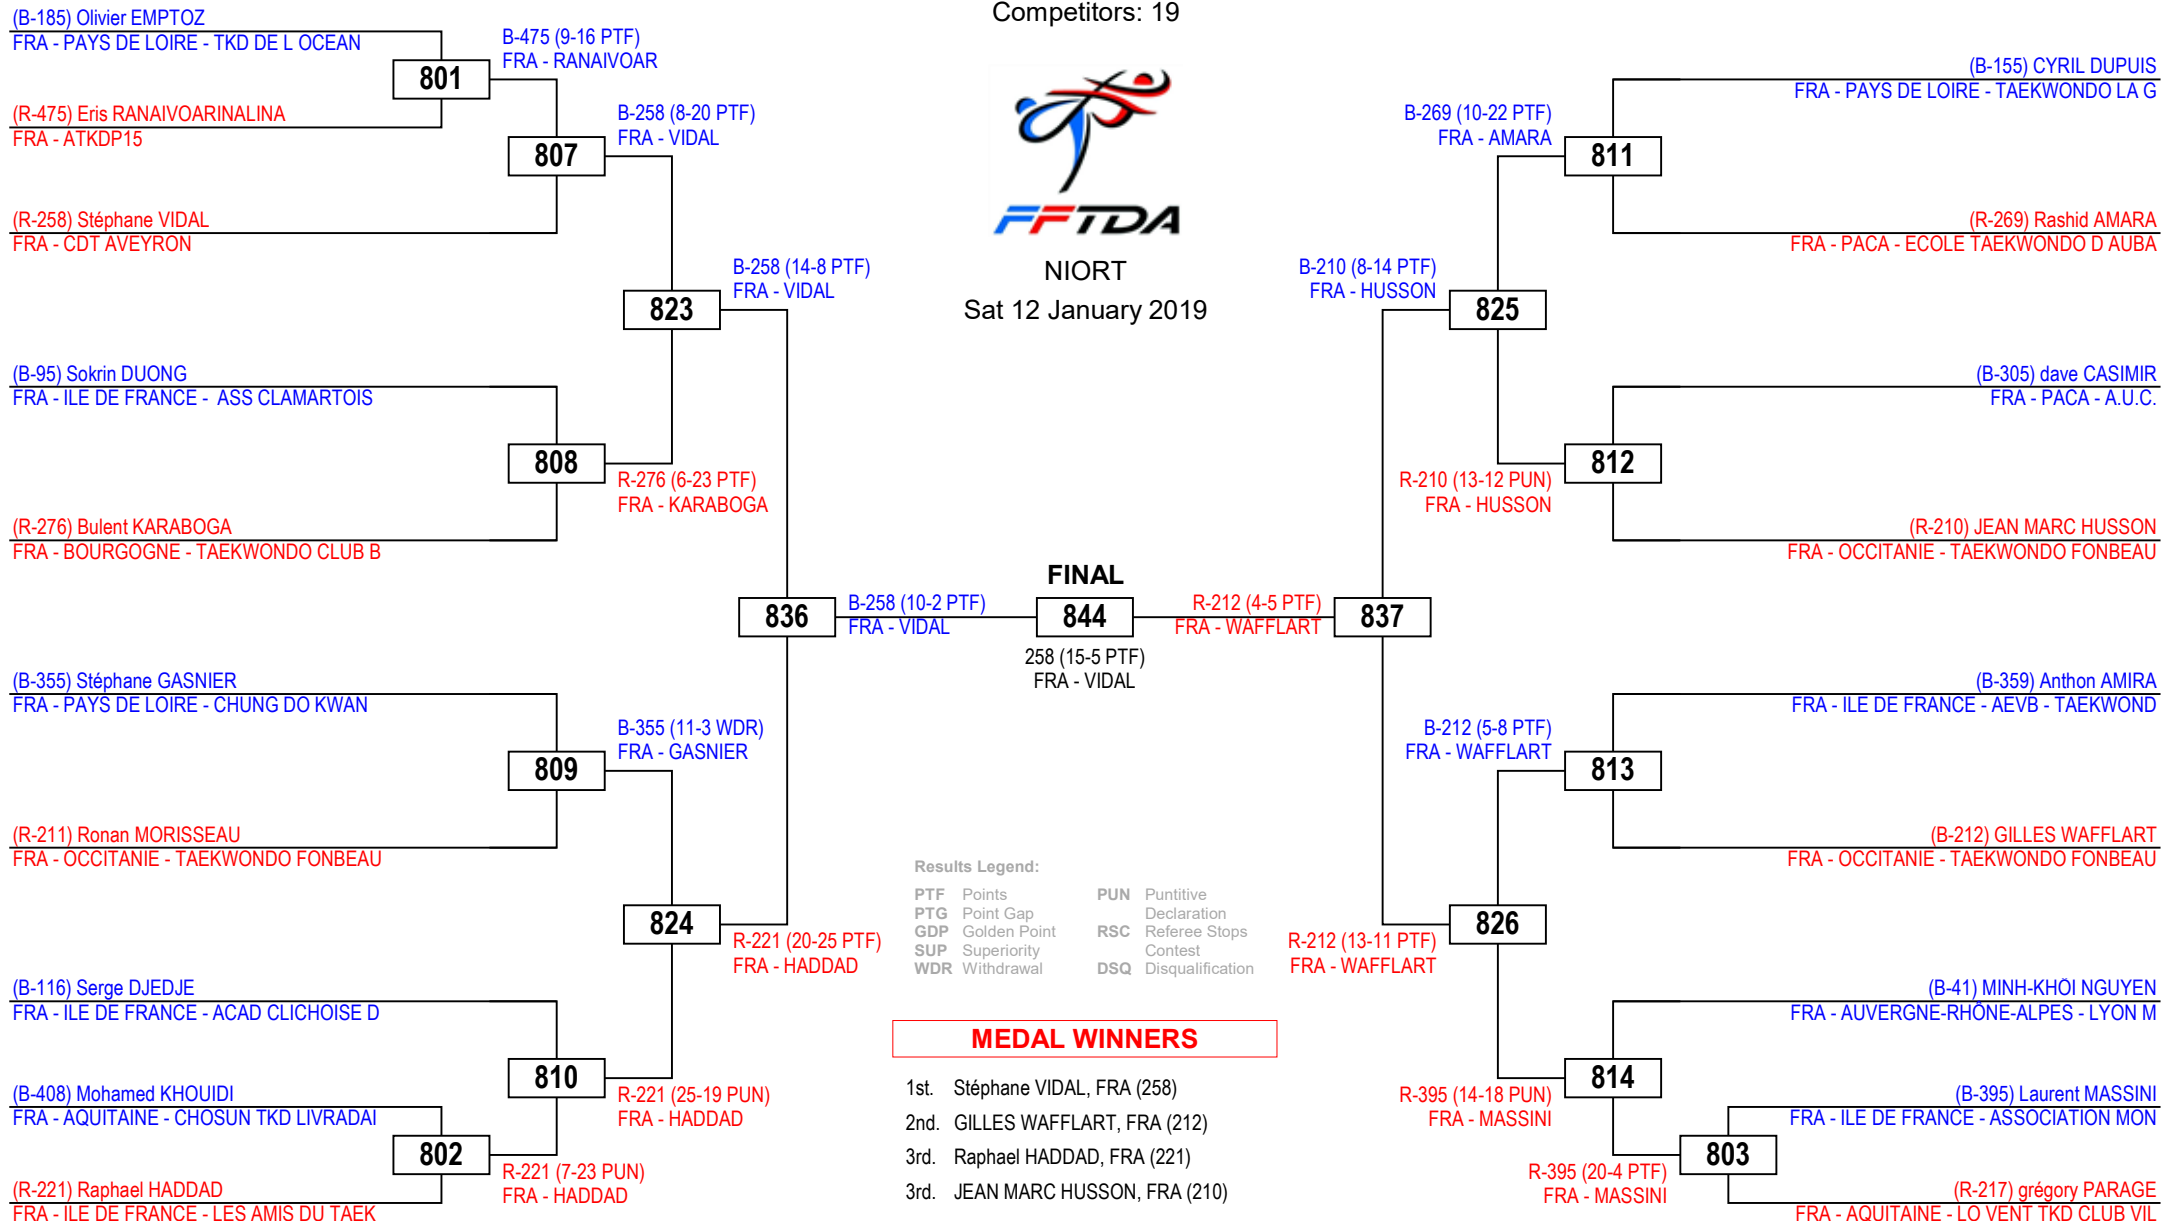 Competitors: 19
FFTDA
NIORT
Sat 12 January 2019
(B-185) Olivier EMPTOZ
FRA - PAYS DE LOIRE - TKD DE L OCEAN
801
B-475 (9-16 PTF)
FRA - RANAIVOAR
(R-475) Eris RANAIVOARINALINA
FRA - ATKDP15
807
B-258 (8-20 PTF)
FRA - VIDAL
(R-258) Stéphane VIDAL
FRA - CDT AVEYRON
823
B-258 (14-8 PTF)
FRA - VIDAL
(B-95) Sokrin DUONG
FRA - ILE DE FRANCE -  ASS CLAMARTOIS
808
R-276 (6-23 PTF)
FRA - KARABOGA
(R-276) Bulent KARABOGA
FRA - BOURGOGNE - TAEKWONDO CLUB B
836
B-258 (10-2 PTF)
FRA - VIDAL
(B-355) Stéphane GASNIER
FRA - PAYS DE LOIRE - CHUNG DO KWAN
809
B-355 (11-3 WDR)
FRA - GASNIER
(R-211) Ronan MORISSEAU
FRA - OCCITANIE - TAEKWONDO FONBEAU
824
R-221 (20-25 PTF)
FRA - HADDAD
(B-116) Serge DJEDJE
FRA - ILE DE FRANCE - ACAD CLICHOISE D
810
R-221 (25-19 PUN)
FRA - HADDAD
(B-408) Mohamed KHOUIDI
FRA - AQUITAINE - CHOSUN TKD LIVRADAI
802
R-221 (7-23 PUN)
FRA - HADDAD
(R-221) Raphael HADDAD
FRA - ILE DE FRANCE - LES AMIS DU TAEK
FINAL
844
258 (15-5 PTF)
FRA - VIDAL
(B-155) CYRIL DUPUIS
FRA - PAYS DE LOIRE - TAEKWONDO LA G
B-269 (10-22 PTF)
FRA - AMARA
811
(R-269) Rashid AMARA
FRA - PACA - ECOLE TAEKWONDO D AUBA
B-210 (8-14 PTF)
FRA - HUSSON
825
(B-305) dave CASIMIR
FRA - PACA - A.U.C.
812
R-210 (13-12 PUN)
FRA - HUSSON
(R-210) JEAN MARC HUSSON
FRA - OCCITANIE - TAEKWONDO FONBEAU
R-212 (4-5 PTF)
FRA - WAFFLART
837
(B-359) Anthon AMIRA
FRA - ILE DE FRANCE - AEVB - TAEKWOND
B-212 (5-8 PTF)
FRA - WAFFLART
813
(B-212) GILLES WAFFLART
FRA - OCCITANIE - TAEKWONDO FONBEAU
826
R-212 (13-11 PTF)
FRA - WAFFLART
(B-41) MINH-KHÔI NGUYEN
FRA - AUVERGNE-RHÔNE-ALPES - LYON M
814
R-395 (14-18 PUN)
FRA - MASSINI
(B-395) Laurent MASSINI
FRA - ILE DE FRANCE - ASSOCIATION MON
803
R-395 (20-4 PTF)
FRA - MASSINI
(R-217) grégory PARAGE
FRA - AQUITAINE - LO VENT TKD CLUB VIL
Results Legend:
PTF Points
PTG Point Gap
GDP Golden Point
SUP Superiority
WDR Withdrawal
PUN Puntitive
Declaration
RSC Referee Stops
Contest
DSQ Disqualification
MEDAL WINNERS
1st. Stéphane VIDAL, FRA (258)
2nd. GILLES WAFFLART, FRA (212)
3rd. Raphael HADDAD, FRA (221)
3rd. JEAN MARC HUSSON, FRA (210)